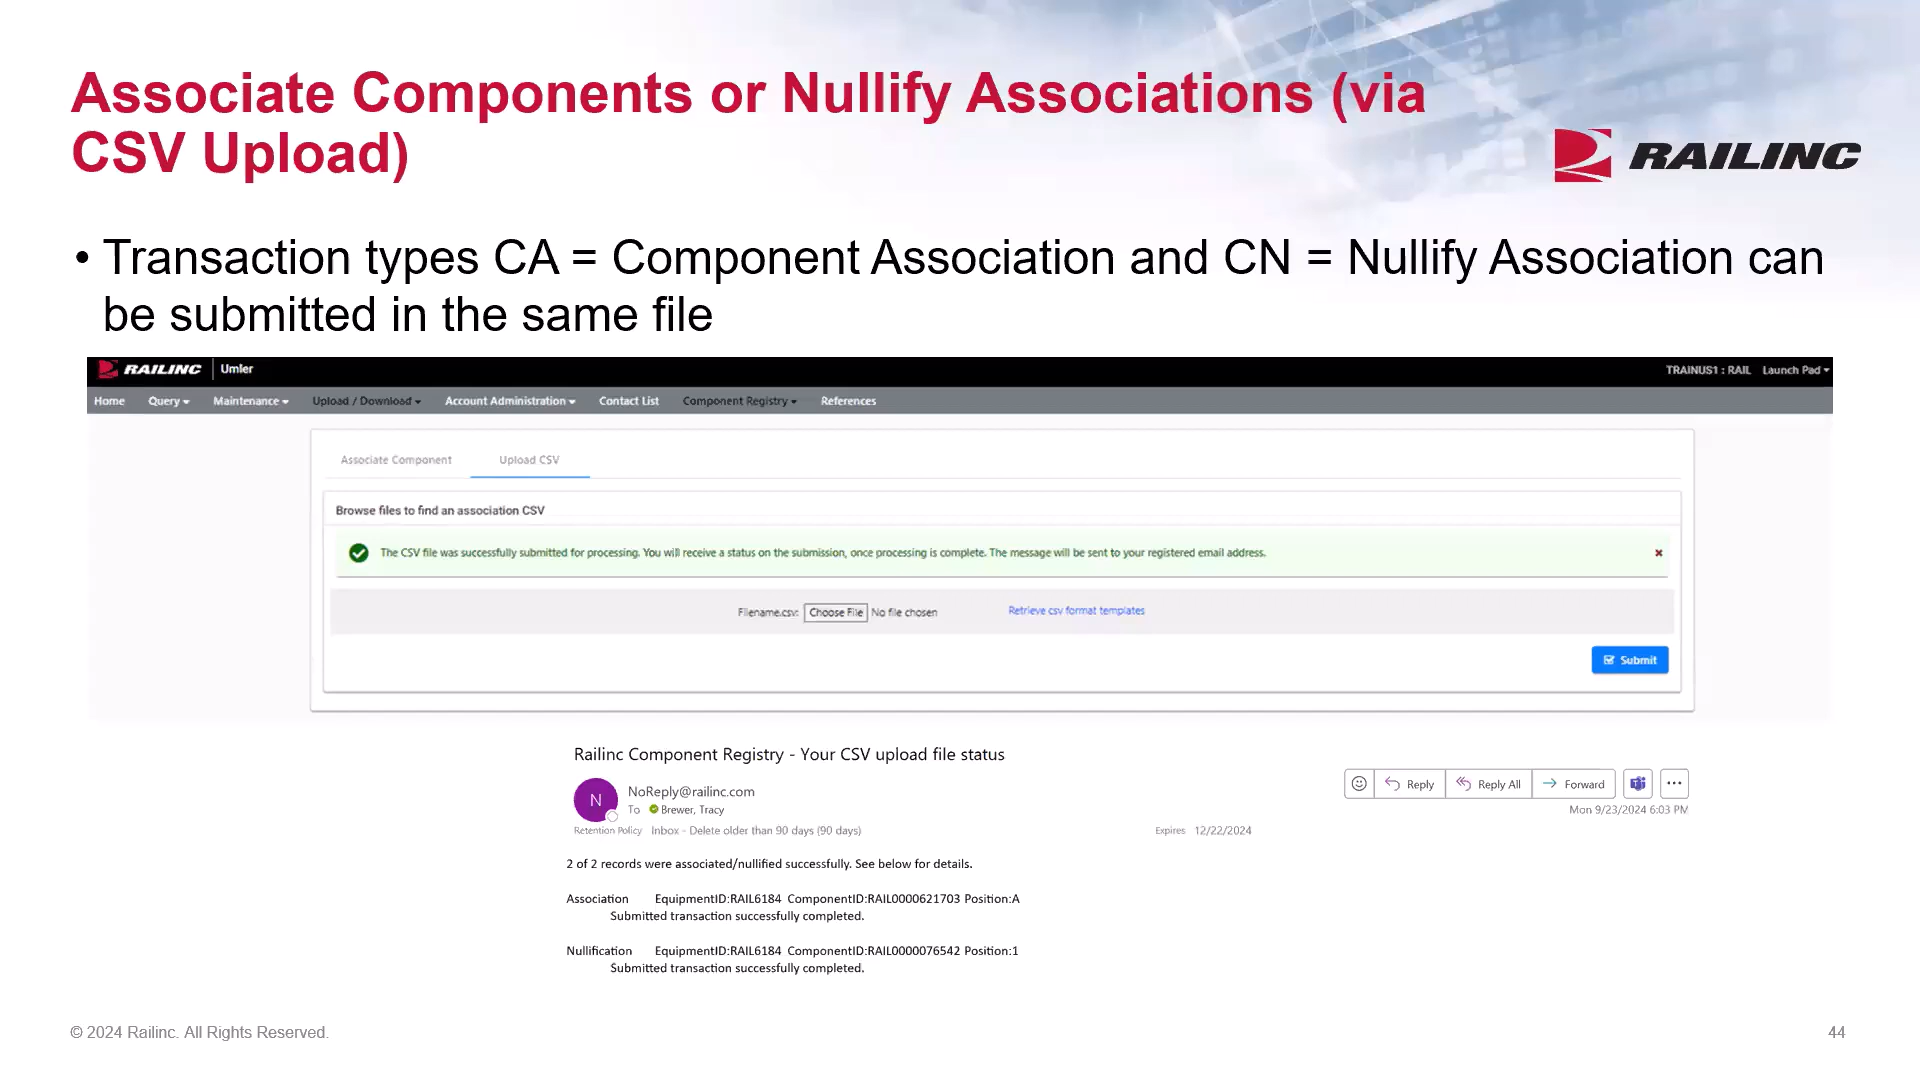 Associate Components or Nullify Associations (via
CSV Upload)
RAILINC
• Transaction types CA = Component Association and CN = Nullify Association can
be submitted in the same file
RAILINC Umler TRAINUS1 : RAIL Launch Pad
Home Query Maintenance Upload / Download Account Administration Contact List Component Registry References
Associate Component Upload CSV
Browse files to find an association CSV
The CSV file was successfully submitted for processing. You will receive a status on the submission, once processing is complete. The message will be sent to your registered email address.
Filename.csv: Choose File No file chosen Retrieve csv format templates
Submit
Railinc Component Registry - Your CSV upload file status
N
NoReply@railinc.com
To Brewer, Tracy
Reply Reply All Forward
Mon 9/23/2024 6:03 PM
Retention Policy Inbox - Delete older than 90 days (90 days) Expires 12/22/2024
2 of 2 records were associated/nullified successfully. See below for details.
Association EquipmentID:RAIL6184 ComponentID:RAIL0000621703 Position:A
Submitted transaction successfully completed.
Nullification EquipmentID:RAIL6184 ComponentID:RAIL0000076542 Position:1
Submitted transaction successfully completed.
© 2024 Railinc. All Rights Reserved. 44